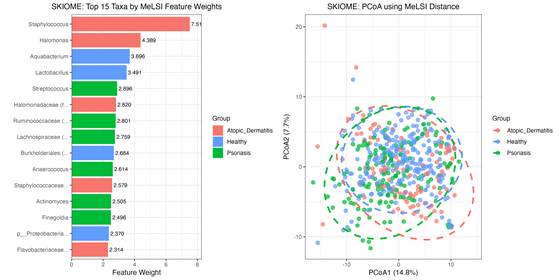 SKIOME: Top 15 Taxa by MeLSI Feature Weights
Staphylococcus 7.51
Halomonas 4.389
Aquabacterium 3.696
Lactobacillus 3.491
Streptococcus 2.896
Halomonadaceae (f... 2.820
Ruminococcaceae (... 2.801
Lachnospiraceae (... 2.759
Burkholderiales (... 2.684
Anaerococcus 2.614
Staphylococcaceae... 2.579
Actinomyces 2.505
Finegoldia 2.496
p__Proteobacteria... 2.370
Flavobacteriaceae... 2.314
0 2 4 6 8
Feature Weight
Group
Atopic_Dermatitis
Healthy
Psoriasis
SKIOME: PCoA using MeLSI Distance
20
10
0
-10
PCoA2 (7.7%)
-10 0 10
PCoA1 (14.8%)
Group
Atopic_Dermatitis
Healthy
Psoriasis